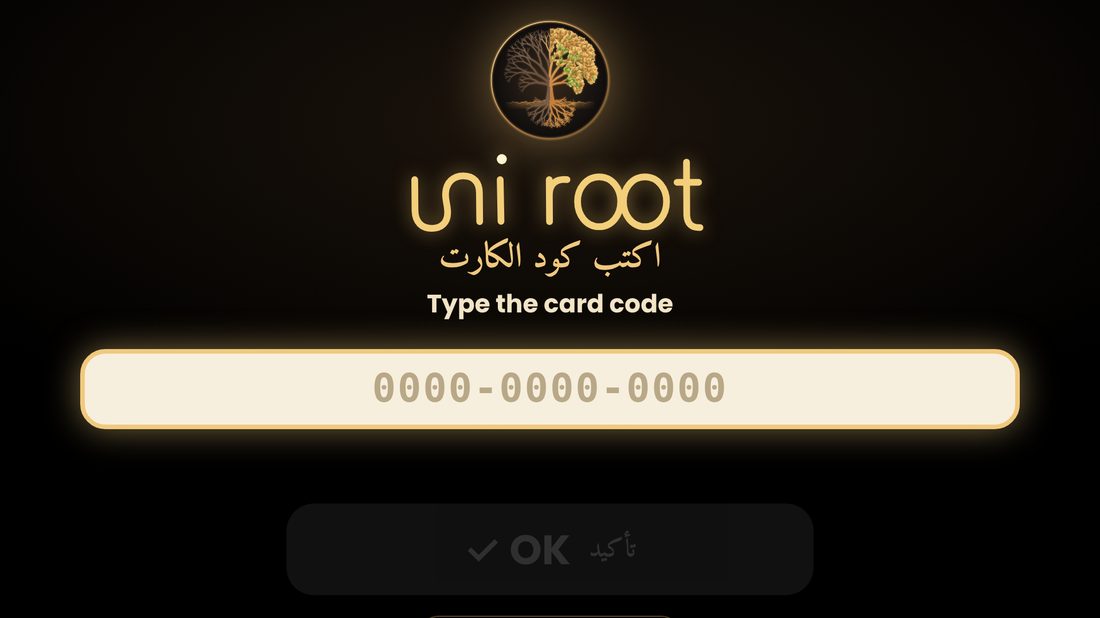 uni root
اكتب كود الكارت
Type the card code
0000-0000-0000
✓ OK تأكيد